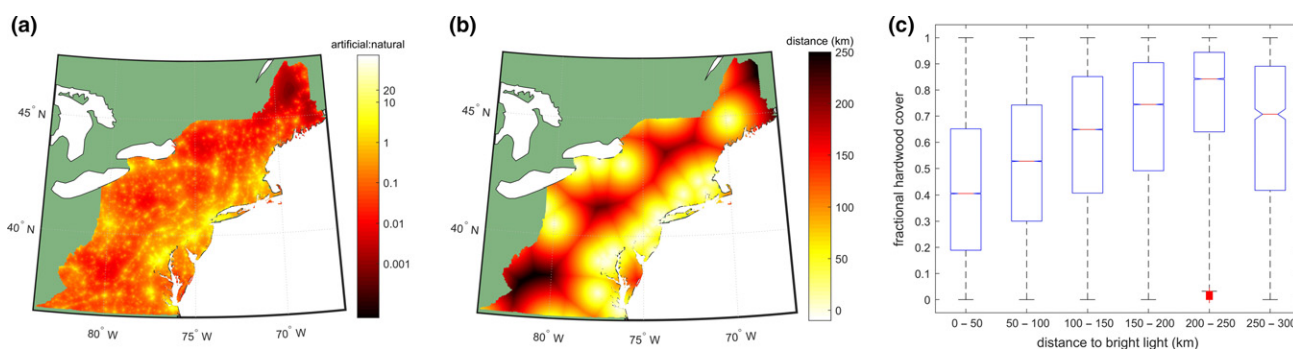 (a)
artificial:natural
20
10
1
0.1
0.01
0.001
45° N
40° N
80° W
75° W
70° W
(b)
distance (km)
250
200
150
100
50
0
45° N
40° N
80° W
75° W
70° W
(c)
fractional hardwood cover
1
0.9
0.8
0.7
0.6
0.5
0.4
0.3
0.2
0.1
0
0 – 50
50 – 100
100 – 150
150 – 200
200 – 250
250 – 300
distance to bright light (km)